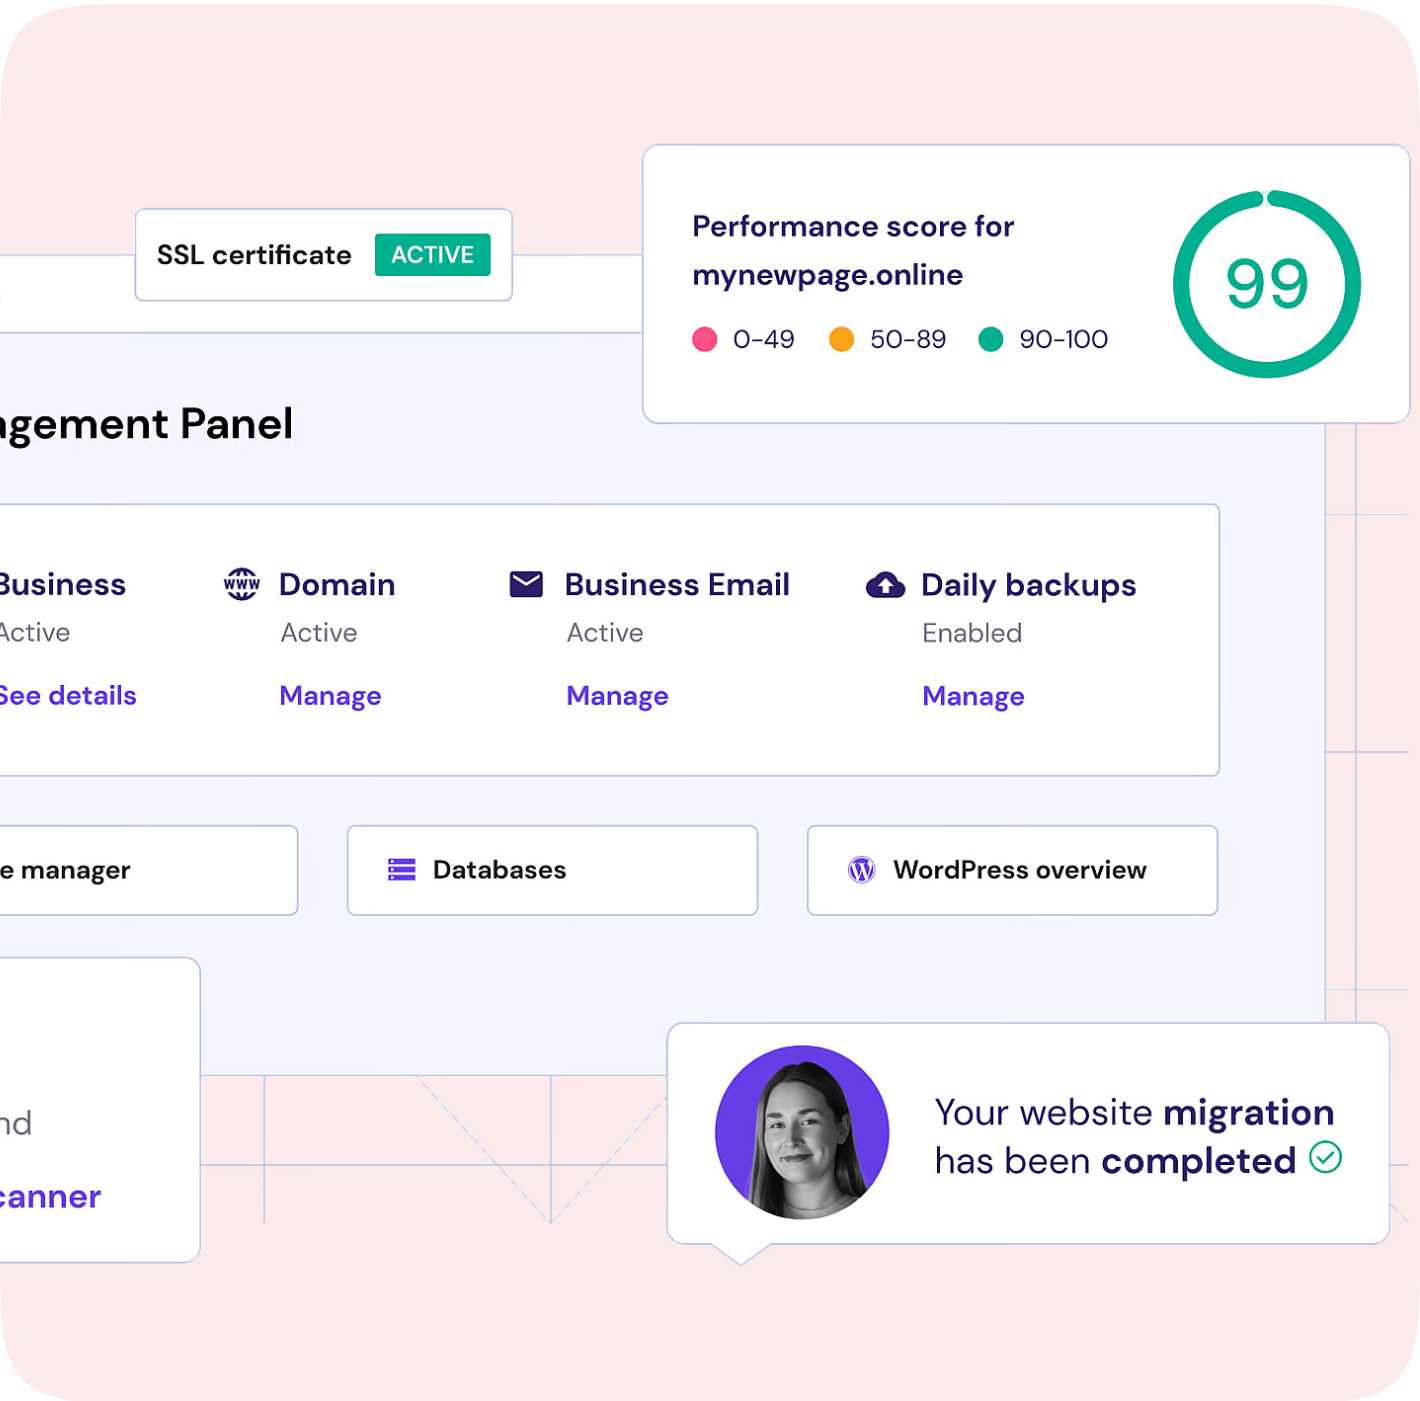 SSL certificate ACTIVE
Performance score for
mynewpage.online
0-49 50-89 90-100
99
agement Panel
Business
Active
See details
www
Domain
Active
Manage
Business Email
Active
Manage
Daily backups
Enabled
Manage
e manager
Databases
WordPress overview
nd
canner
Your website migration
has been completed